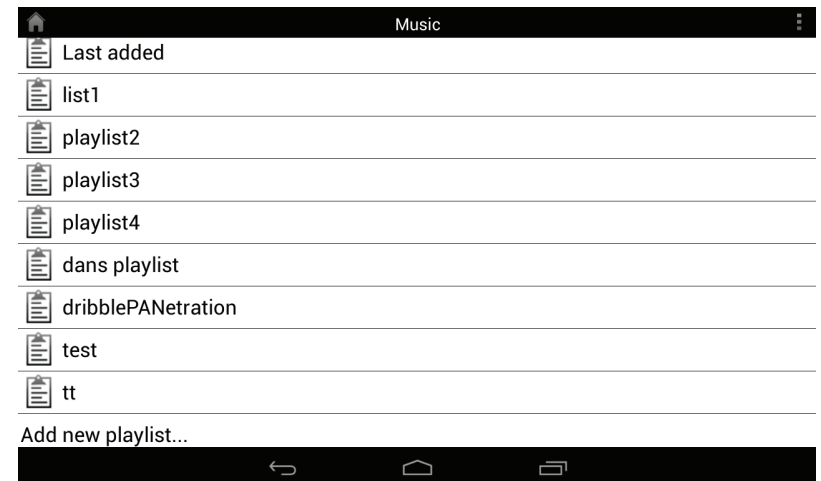 Music
Last added
list1
playlist2
playlist3
playlist4
dans playlist
dribblePANetration
test
tt
Add new playlist...